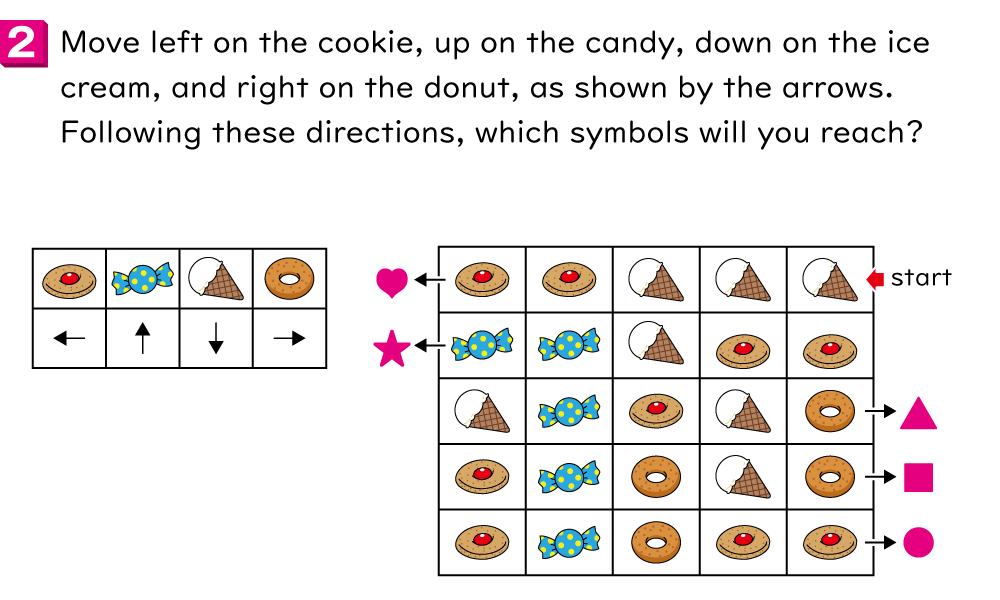 2 Move left on the cookie, up on the candy, down on the ice
cream, and right on the donut, as shown by the arrows.
Following these directions, which symbols will you reach?
start